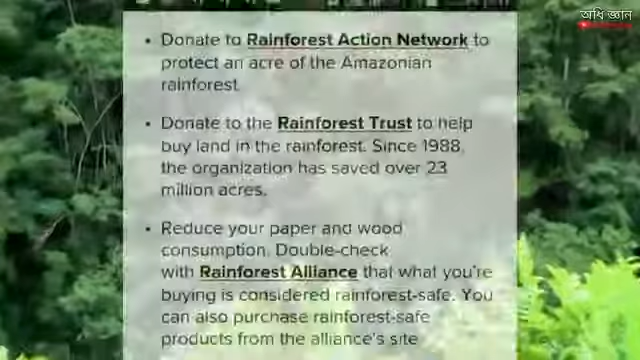 অধি জ্ঞান
• Donate to Rainforest Action Network to
protect an acre of the Amazonian
rainforest.
• Donate to the Rainforest Trust to help
buy land in the rainforest. Since 1988,
the organization has saved over 23
million acres.
• Reduce your paper and wood
consumption. Double-check
with Rainforest Alliance that what you're
buying is considered rainforest-safe. You
can also purchase rainforest-safe
products from the alliance's site